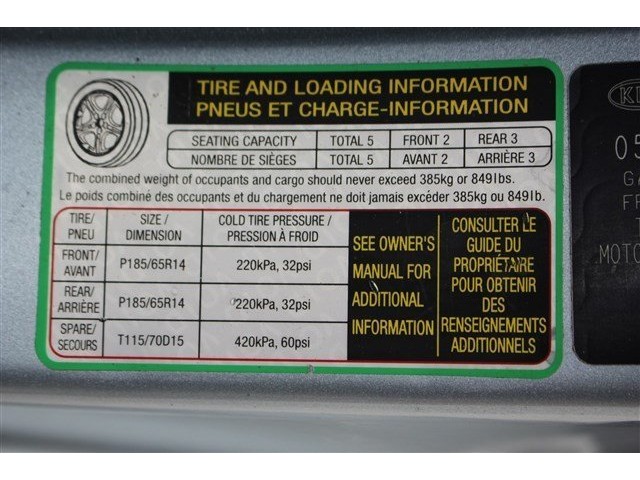 TIRE AND LOADING INFORMATION
PNEUS ET CHARGE-INFORMATION
SEATING CAPACITY TOTAL 5 FRONT 2 REAR 3
NOMBRE DE SIÈGES TOTAL 5 AVANT 2 ARRIÈRE 3
The combined weight of occupants and cargo should never exceed 385kg or 849lbs.
Le poids combiné des occupants et du chargement ne doit jamais excéder 385kg ou 849lb.
TIRE/ PNEU
SIZE / DIMENSION
COLD TIRE PRESSURE / PRESSION À FROID
FRONT/ AVANT P185/65R14 220kPa, 32psi
REAR/ ARRIÈRE P185/65R14 220kPa, 32psi
SPARE/ SECOURS T115/70D15 420kPa, 60psi
SEE OWNER'S
MANUAL FOR
ADDITIONAL
INFORMATION
CONSULTER LE
GUIDE DU
PROPRIÉTAIRE
POUR OBTENIR
DES
RENSEIGNEMENTS
ADDITIONNELS